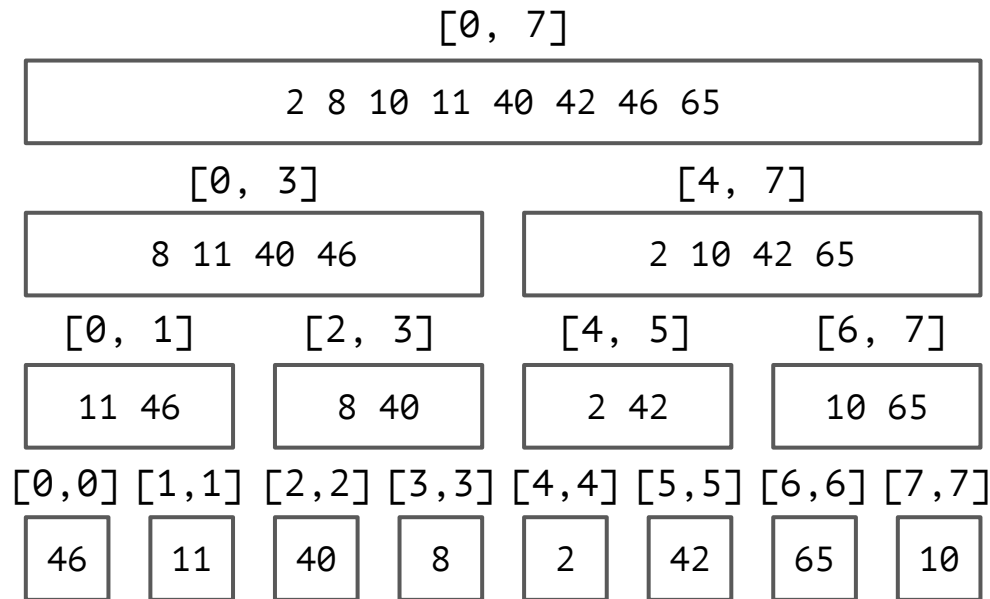 [0, 7]
2 8 10 11 40 42 46 65
[0, 3] [4, 7]
8 11 40 46 2 10 42 65
[0, 1] [2, 3] [4, 5] [6, 7]
11 46 8 40 2 42 10 65
[0,0] [1,1] [2,2] [3,3] [4,4] [5,5] [6,6] [7,7]
46 11 40 8 2 42 65 10